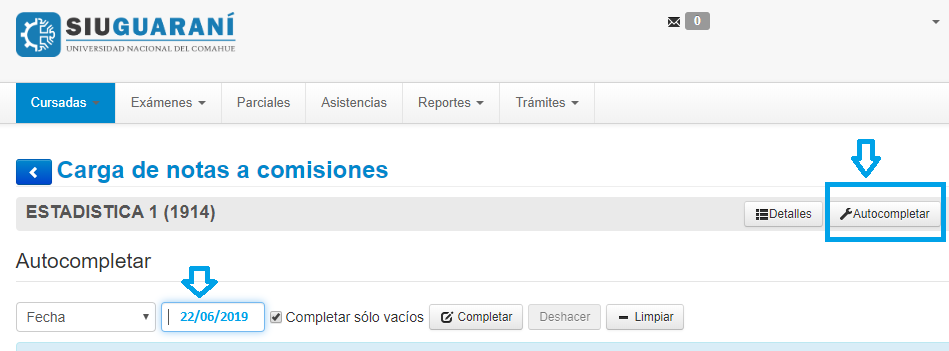 SIUGUARANÍ
UNIVERSIDAD NACIONAL DEL COMAHUE
0
Cursadas Exámenes Parciales Asistencias Reportes Trámites
Carga de notas a comisiones
ESTADISTICA 1 (1914) Detalles Autocompletar
Autocompletar
Fecha 22/06/2019 Completar sólo vacíos Completar Deshacer Limpiar